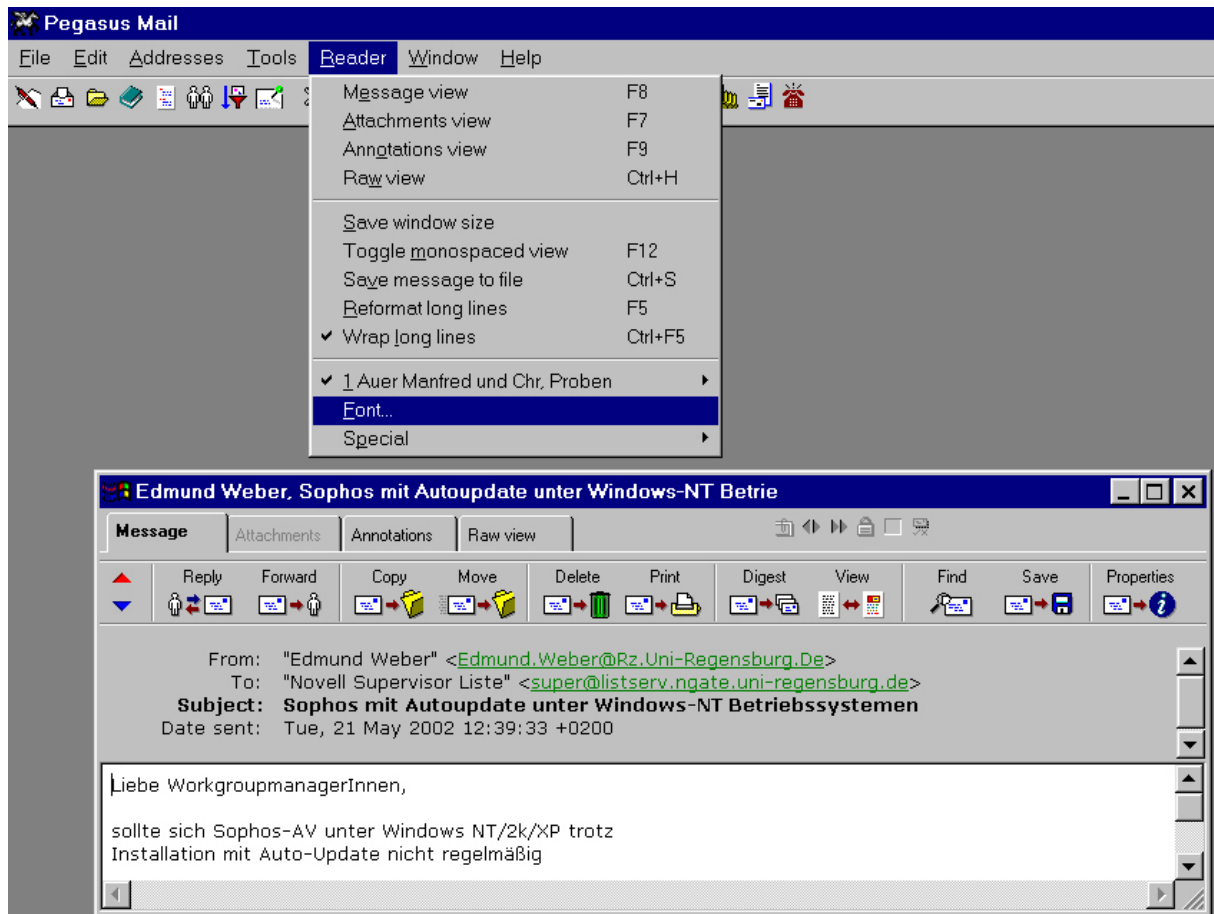 Pegasus Mail
File Edit Addresses Tools Reader Window Help
Message view F8
Attachments view F7
Annotations view F9
Raw view Ctrl+H
Save window size
Toggle monospaced view F12
Save message to file Ctrl+S
Reformat long lines F5
Wrap long lines Ctrl+F5
1 Auer Manfred und Chr, Proben
Font...
Special
Edmund Weber, Sophos mit Autoupdate unter Windows-NT Betrie
Message Attachments Annotations Raw view
Reply Forward Copy Move Delete Print Digest View Find Save Properties
From: "Edmund Weber" <Edmund.Weber@Rz.Uni-Regensburg.De>
To: "Novell Supervisor Liste" <super@listserv.ngate.uni-regensburg.de>
Subject: Sophos mit Autoupdate unter Windows-NT Betriebssystemen
Date sent: Tue, 21 May 2002 12:39:33 +0200
Liebe WorkgroupmanagerInnen,
sollte sich Sophos-AV unter Windows NT/2k/XP trotz
Installation mit Auto-Update nicht regelmäßig